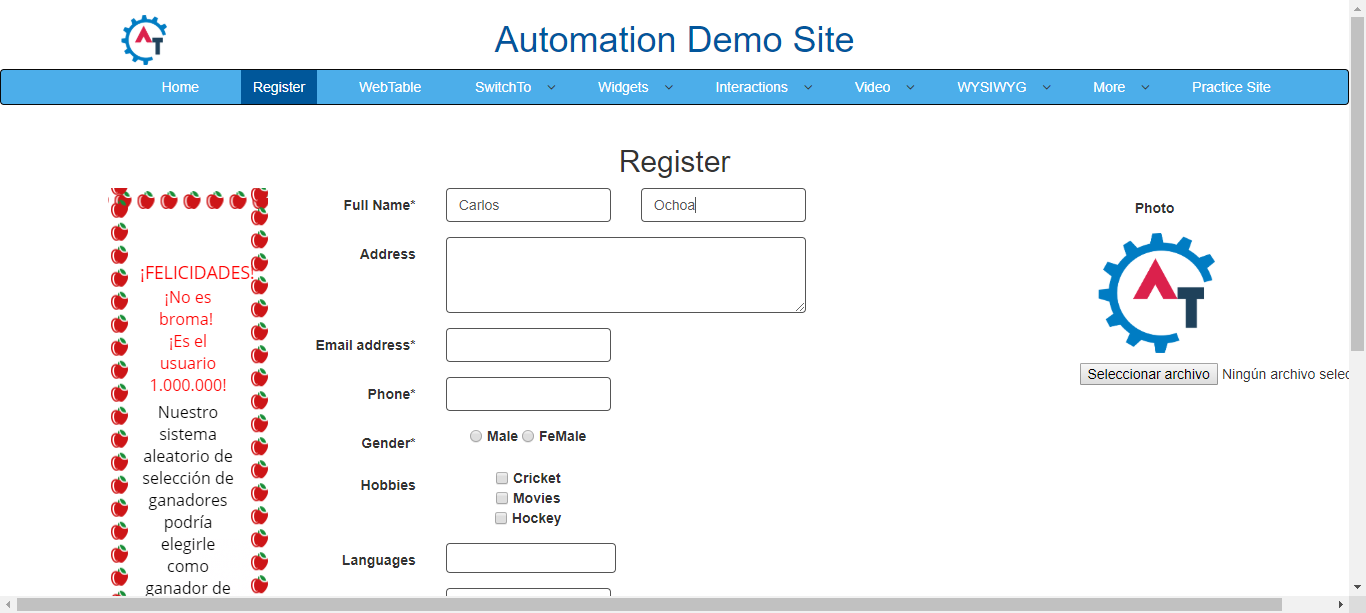 AT
Automation Demo Site
Home Register WebTable SwitchTo Widgets Interactions Video WYSIWYG More Practice Site
Register
¡FELICIDADES!
¡No es
broma!
¡Es el
usuario
1.000.000!
Nuestro
sistema
aleatorio de
selección de
ganadores
podría
elegirle
como
ganador de
Full Name* Carlos Ochoa
Address
Email address*
Phone*
Gender* Male FeMale
Hobbies Cricket
Movies
Hockey
Languages
Photo
AT
Seleccionar archivo Ningún archivo selec